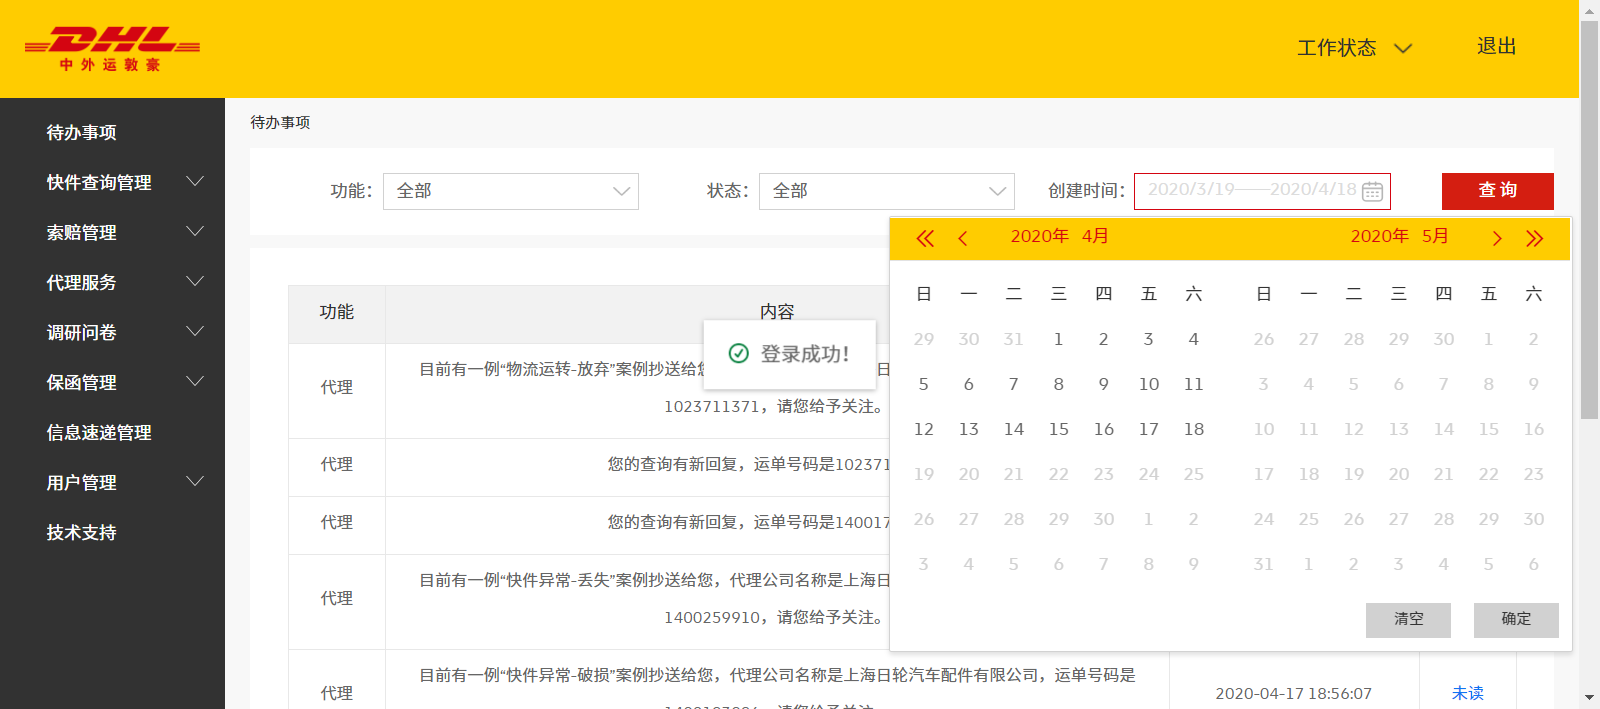 DHL
中外运敦豪
工作状态
退出
待办事项
快件查询管理
索赔管理
代理服务
调研问卷
保函管理
信息速递管理
用户管理
技术支持
待办事项
功能：
全部
状态：
全部
创建时间：
2020/3/19——2020/4/18
查询
2020年 4月
2020年 5月
日 一 二 三 四 五 六
29 30 31 1 2 3 4
5 6 7 8 9 10 11
12 13 14 15 16 17 18
19 20 21 22 23 24 25
26 27 28 29 30 1 2
3 4 5 6 7 8 9
日 一 二 三 四 五 六
26 27 28 29 30 1 2
3 4 5 6 7 8 9
10 11 12 13 14 15 16
17 18 19 20 21 22 23
24 25 26 27 28 29 30
31 1 2 3 4 5 6
清空
确定
登录成功！
功能
内容
代理
目前有一例“物流运转-放弃”案例抄送给
1023711371，请您给予关注。
代理
您的查询有新回复，运单号码是102371
代理
您的查询有新回复，运单号码是14001
代理
目前有一例“快件异常-丢失”案例抄送给您，代理公司名称是上海日
1400259910，请您给予关注。
代理
目前有一例“快件异常-破损”案例抄送给您，代理公司名称是上海日轮汽车配件有限公司，运单号码是
2020-04-17 18:56:07
未读